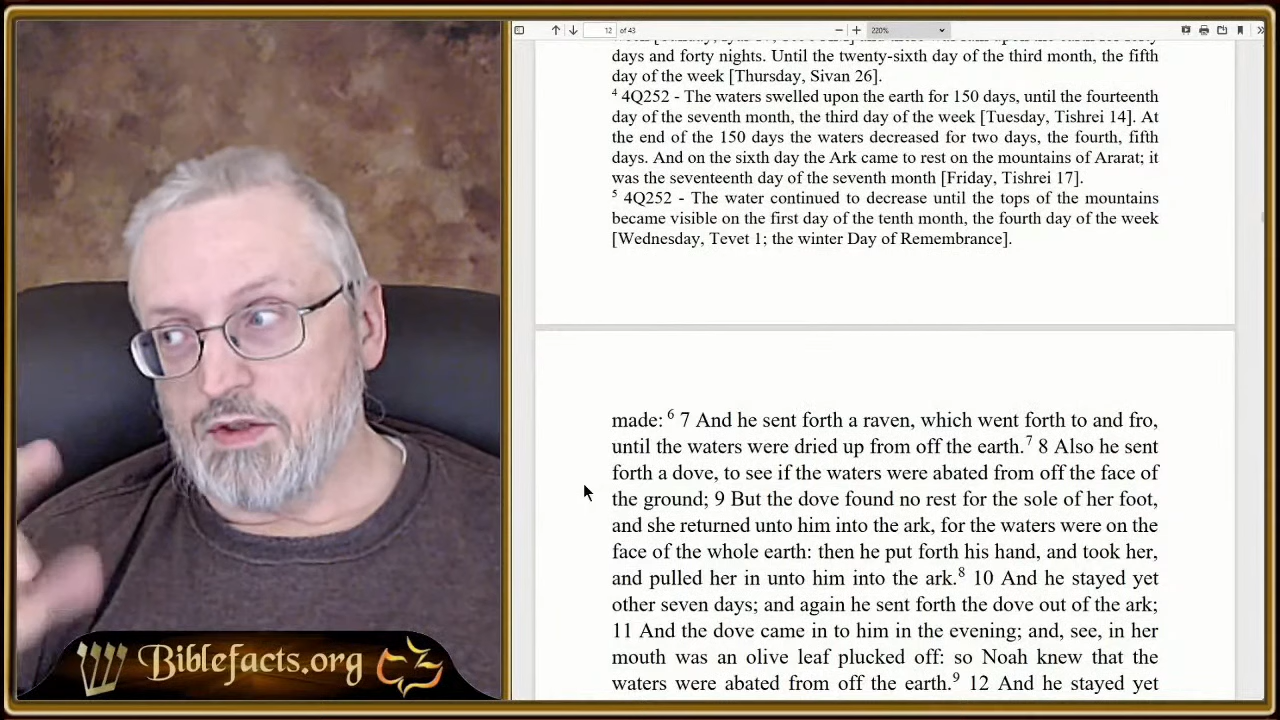 12 of 43
220%
days and forty nights. Until the twenty-sixth day of the third month, the fifth
day of the week [Thursday, Sivan 26].
4 4Q252 - The waters swelled upon the earth for 150 days, until the fourteenth
day of the seventh month, the third day of the week [Tuesday, Tishrei 14]. At
the end of the 150 days the waters decreased for two days, the fourth, fifth
days. And on the sixth day the Ark came to rest on the mountains of Ararat; it
was the seventeenth day of the seventh month [Friday, Tishrei 17].
5 4Q252 - The water continued to decrease until the tops of the mountains
became visible on the first day of the tenth month, the fourth day of the week
[Wednesday, Tevet 1; the winter Day of Remembrance].
made: 6 7 And he sent forth a raven, which went forth to and fro,
until the waters were dried up from off the earth.7 8 Also he sent
forth a dove, to see if the waters were abated from off the face of
the ground; 9 But the dove found no rest for the sole of her foot,
and she returned unto him into the ark, for the waters were on the
face of the whole earth: then he put forth his hand, and took her,
and pulled her in unto him into the ark.8 10 And he stayed yet
other seven days; and again he sent forth the dove out of the ark;
11 And the dove came in to him in the evening; and, see, in her
mouth was an olive leaf plucked off: so Noah knew that the
waters were abated from off the earth.9 12 And he stayed yet
Biblefacts.org